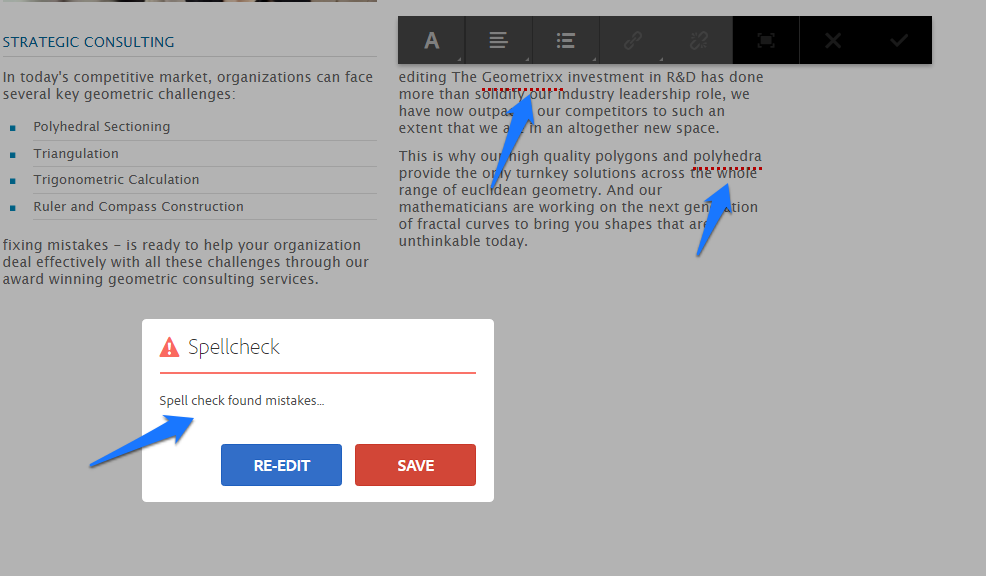 STRATEGIC CONSULTING
In today's competitive market, organizations can face
several key geometric challenges:
Polyhedral Sectioning
Triangulation
Trigonometric Calculation
Ruler and Compass Construction
fixing mistakes – is ready to help your organization
deal effectively with all these challenges through our
award winning geometric consulting services.
A
editing The Geometrixx investment in R&D has done
more than solidify our industry leadership role, we
have now our competitors to such an
extent that we in an altogether new space.
This is why our high quality polygons and polyhedra
provide the only turnkey solutions across the whole
range of euclidean geometry. And our
mathematicians are working on the next generation
of fractal curves to bring you shapes that are
unthinkable today.
Spellcheck
Spell check found mistakes...
RE-EDIT
SAVE